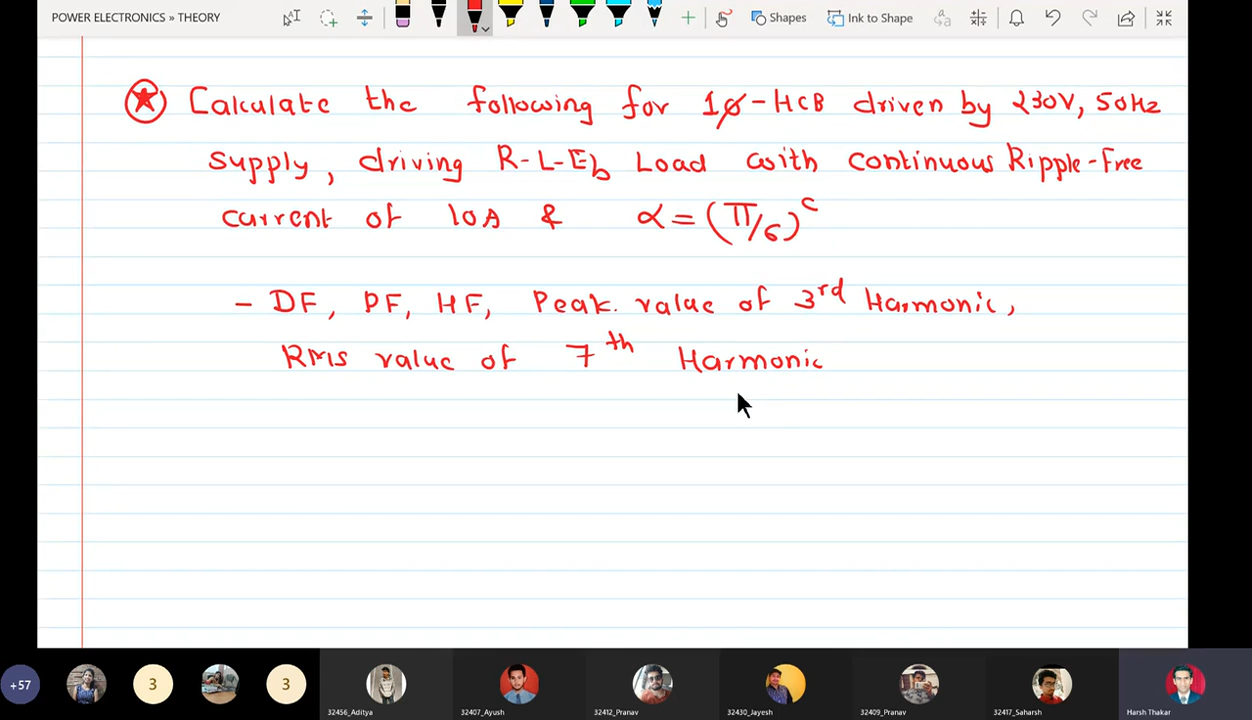 POWER ELECTRONICS » THEORY
Shapes
Ink to Shape
Calculate the following for 1ϕ-HCB driven by 230V, 50Hz
supply, driving R-L-Eb Load with continuous Ripple-Free
current of 10A & α = (π/6)ᶜ
- DF, PF, HF, Peak value of 3rd Harmonic,
RMS value of 7th Harmonic
+57
3
3
32456_Aditya
32407_Ayush
32412_Pranav
32430_Jayesh
32409_Pranav
32417_Saharsh
Harsh Thakar